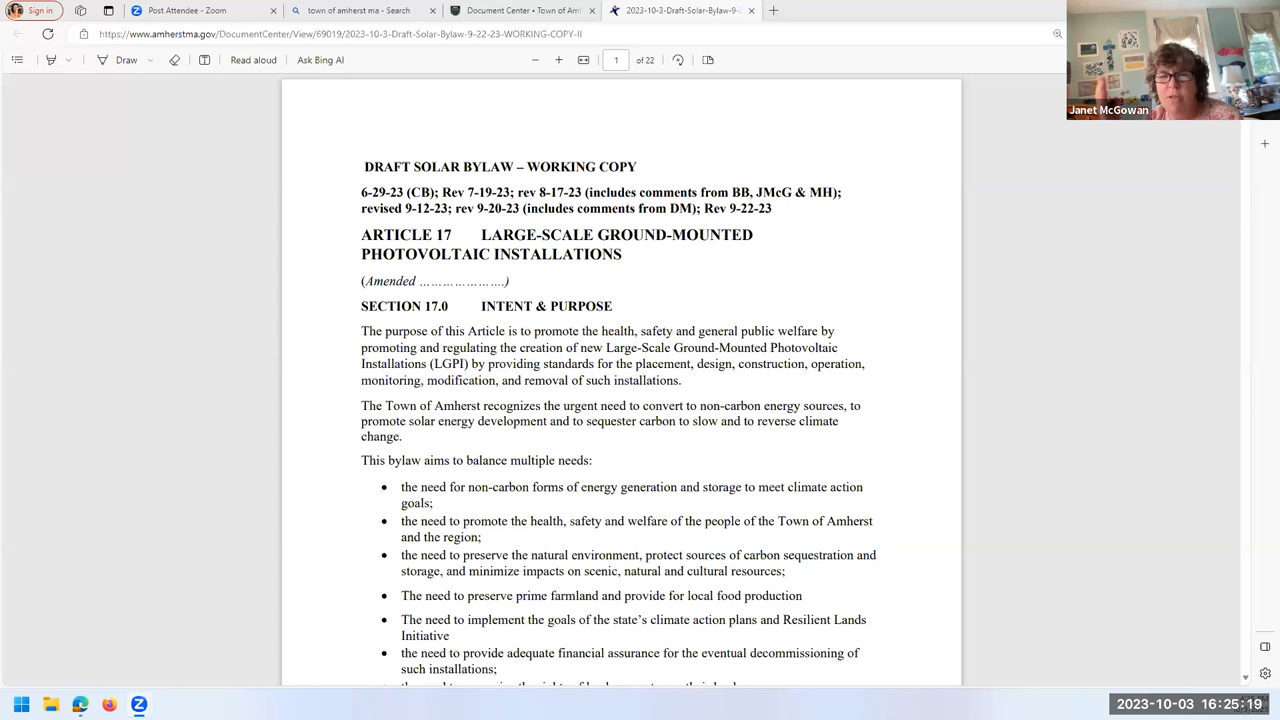 Sign in
Post Attendee - Zoom
town of amherst ma - Search
Document Center • Town of Am
2023-10-3-Draft-Solar-Bylaw-9-2
https://www.amherstma.gov/DocumentCenter/View/69019/2023-10-3-Draft-Solar-Bylaw-9-22-23-WORKING-COPY-II
Draw
Read aloud
Ask Bing AI
1
of 22
Janet McGowan
DRAFT SOLAR BYLAW – WORKING COPY
6-29-23 (CB); Rev 7-19-23; rev 8-17-23 (includes comments from BB, JMcG & MH);
revised 9-12-23; rev 9-20-23 (includes comments from DM); Rev 9-22-23
ARTICLE 17 LARGE-SCALE GROUND-MOUNTED
PHOTOVOLTAIC INSTALLATIONS
(Amended ………………….)
SECTION 17.0 INTENT & PURPOSE
The purpose of this Article is to promote the health, safety and general public welfare by
promoting and regulating the creation of new Large-Scale Ground-Mounted Photovoltaic
Installations (LGPI) by providing standards for the placement, design, construction, operation,
monitoring, modification, and removal of such installations.
The Town of Amherst recognizes the urgent need to convert to non-carbon energy sources, to
promote solar energy development and to sequester carbon to slow and to reverse climate
change.
This bylaw aims to balance multiple needs:
• the need for non-carbon forms of energy generation and storage to meet climate action
goals;
• the need to promote the health, safety and welfare of the people of the Town of Amherst
and the region;
• the need to preserve the natural environment, protect sources of carbon sequestration and
storage, and minimize impacts on scenic, natural and cultural resources;
• The need to preserve prime farmland and provide for local food production
• The need to implement the goals of the state's climate action plans and Resilient Lands
Initiative
• the need to provide adequate financial assurance for the eventual decommissioning of
such installations;
2023-10-03 16:25:19